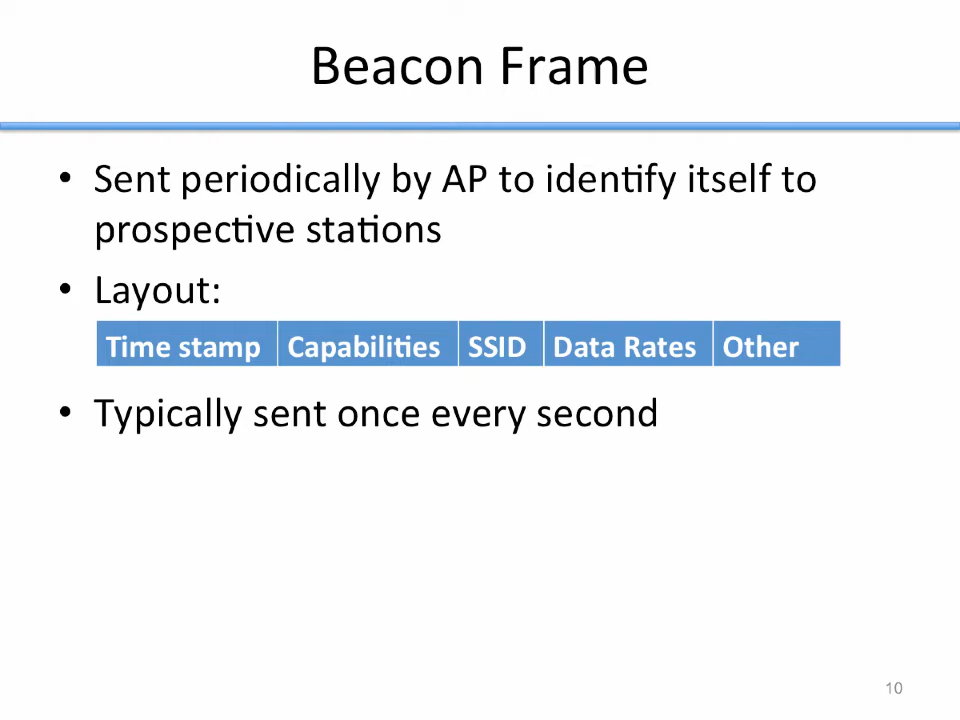 Beacon Frame
• Sent periodically by AP to identify itself to
prospective stations
• Layout:
Time stamp Capabilities SSID Data Rates Other
• Typically sent once every second
10